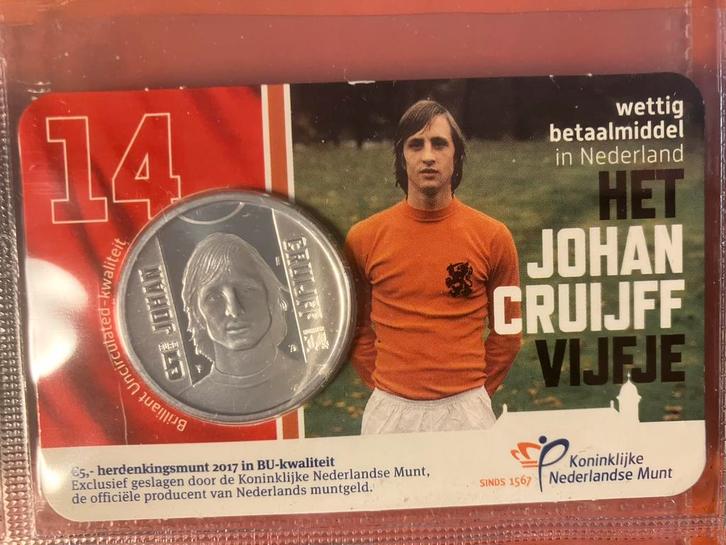 14
wettig
betaalmiddel
in Nederland
HET
JOHAN
CRUIJFF
VIJFJE
JOHAN
CRUIJFF
Brilliant Uncirculated-kwaliteit
€5,- herdenkingsmunt 2017 in BU-kwaliteit
Exclusief geslagen door de Koninklijke Nederlandse Munt,
de officiële producent van Nederlands muntgeld.
SINDS 1567
Koninklijke
Nederlandse Munt